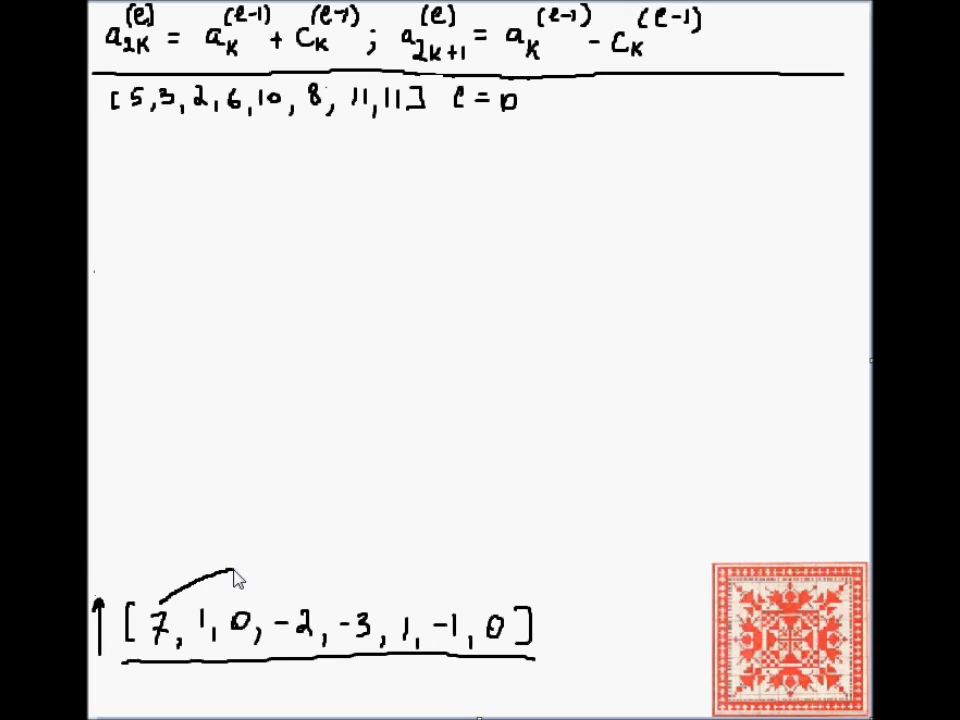 a_{2k}^{[e]} = a_k^{(e-1)} + c_k^{(e-1)} ; a_{2k+1}^{[e]} = a_k^{(e-1)} - c_k^{(e-1)}
[5,3,2,6,10,8,11,11] e=0
↑ [7,1,0,-2,-3,1,-1,0]